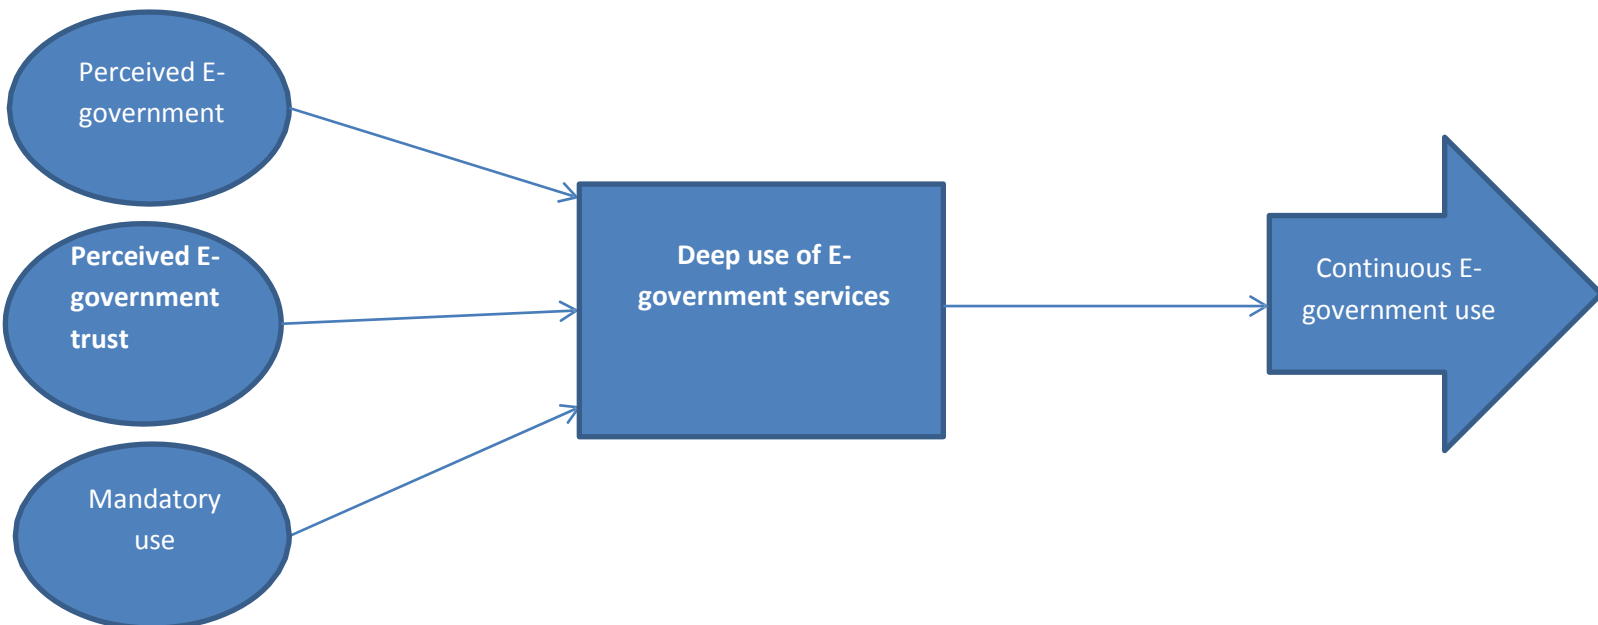 Perceived E-
government
Perceived E-
government
trust
Mandatory
use
Deep use of E-
government services
Continuous E-
government use